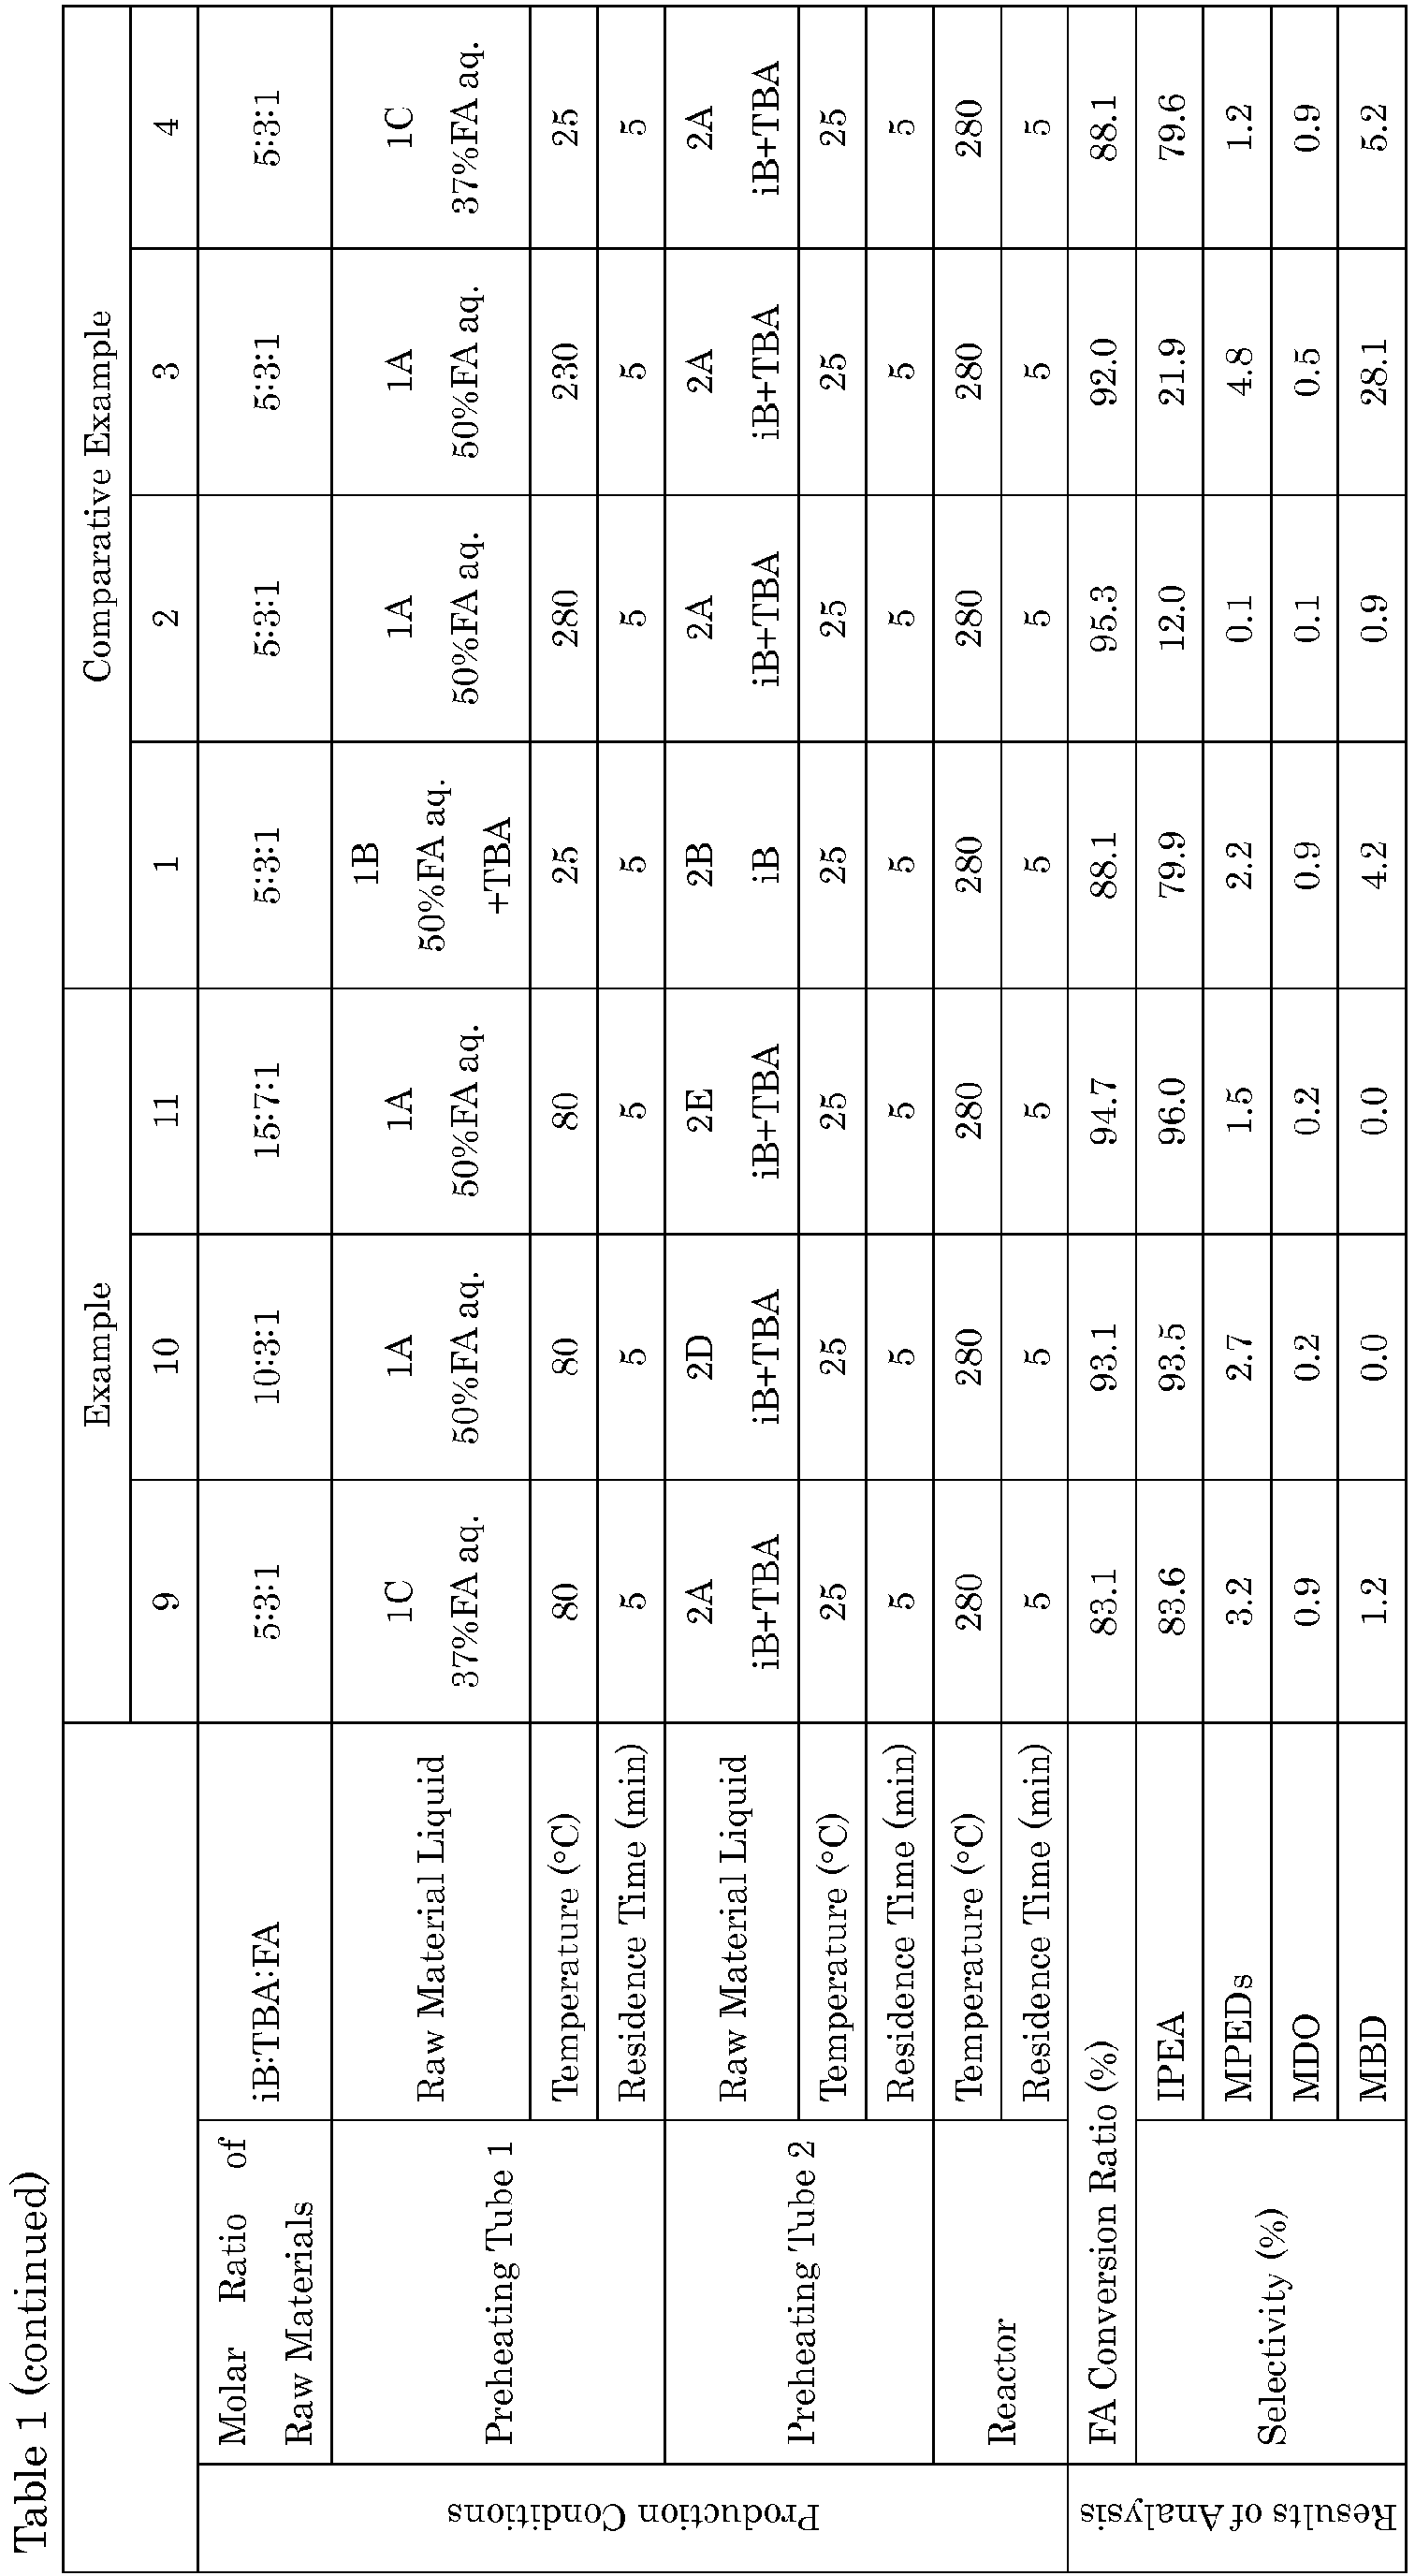 Table 1 (continued)
Example Comparative Example
9 10 11 1 2 3 4
Production Conditions
Molar Ratio of
Raw Materials
iB:TBA:FA 5:3:1 10:3:1 15:7:1 5:3:1 5:3:1 5:3:1 5:3:1
Preheating Tube 1
Raw Material Liquid
1C 1A 1A 1B 1A 1A 1C
37%FA aq. 50%FA aq. 50%FA aq. 50%FA aq. 50%FA aq. 50%FA aq. 37%FA aq.
+TBA
Temperature (°C) 80 80 80 25 280 230 25
Residence Time (min) 5 5 5 5 5 5 5
Preheating Tube 2
Raw Material Liquid
2A 2D 2E 2B 2A 2A 2A
iB+TBA iB+TBA iB+TBA iB iB+TBA iB+TBA iB+TBA
Temperature (°C) 25 25 25 25 25 25 25
Residence Time (min) 5 5 5 5 5 5 5
Reactor
Temperature (°C) 280 280 280 280 280 280 280
Residence Time (min) 5 5 5 5 5 5 5
Results of Analysis
FA Conversion Ratio (%) 83.1 93.1 94.7 88.1 95.3 92.0 88.1
Selectivity (%)
IPEA 83.6 93.5 96.0 79.9 12.0 21.9 79.6
MPEDs 3.2 2.7 1.5 2.2 0.1 4.8 1.2
MDO 0.9 0.2 0.2 0.9 0.1 0.5 0.9
MBD 1.2 0.0 0.0 4.2 0.9 28.1 5.2